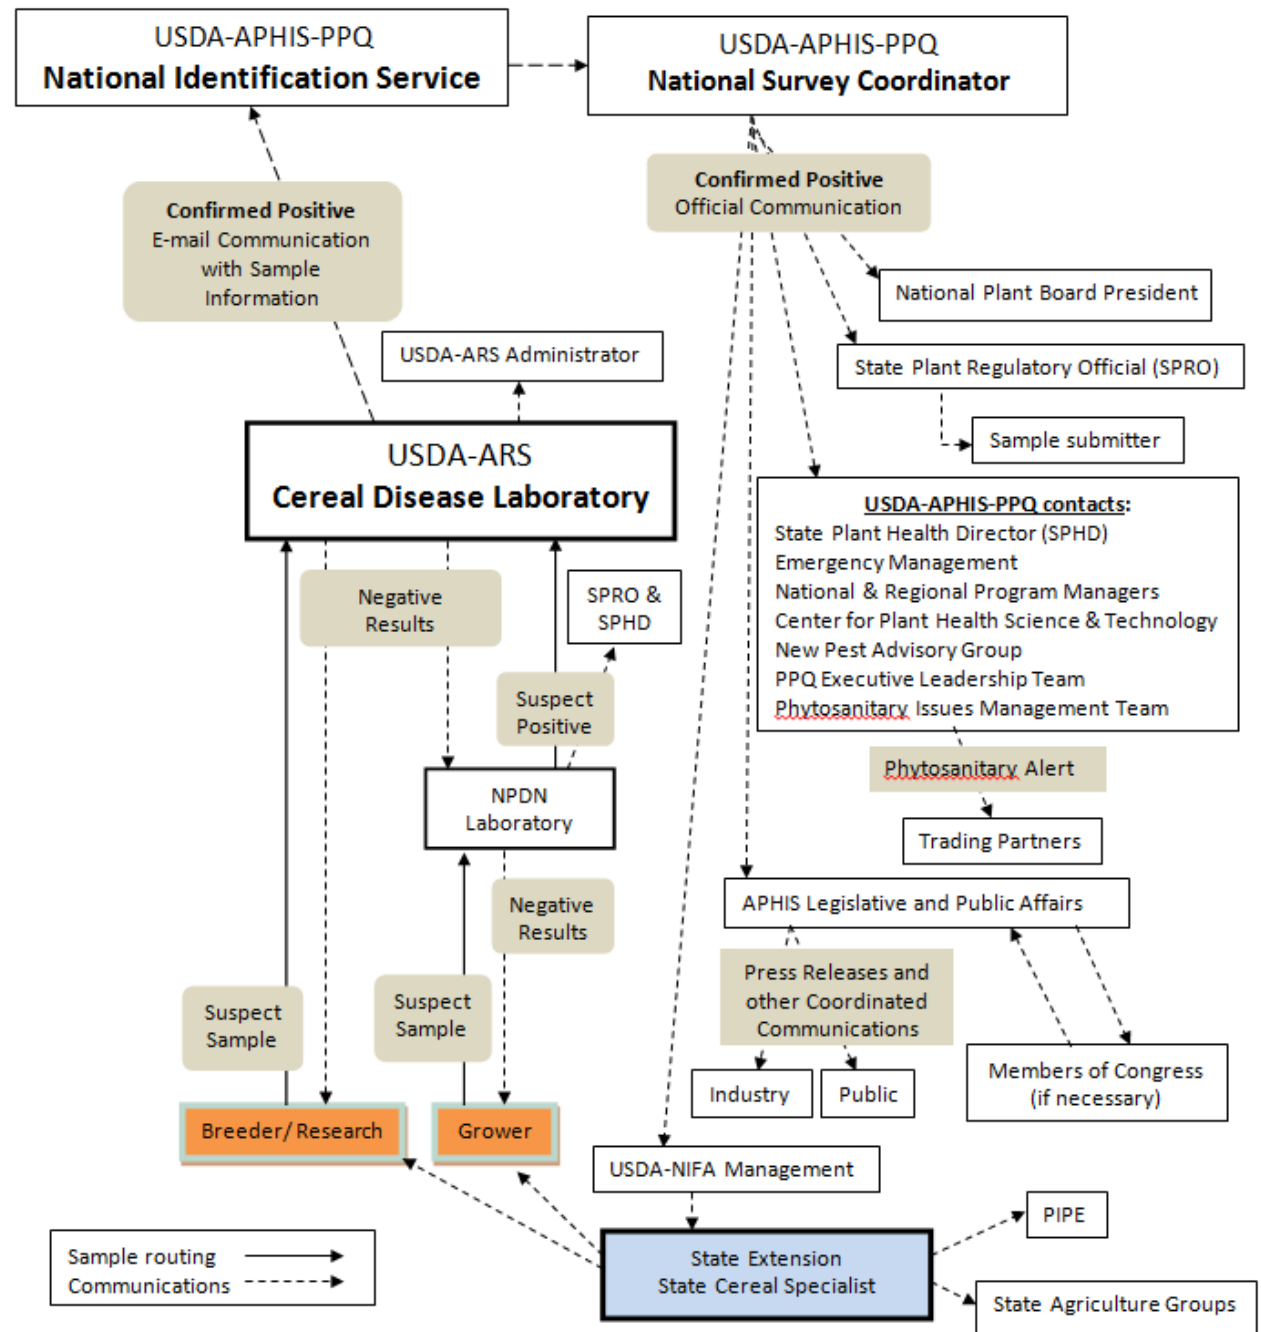 USDA-APHIS-PPQ
National Identification Service
USDA-APHIS-PPQ
National Survey Coordinator
Confirmed Positive
E-mail Communication
with Sample
Information
Confirmed Positive
Official Communication
National Plant Board President
USDA-ARS Administrator
State Plant Regulatory Official (SPRO)
Sample submitter
USDA-ARS
Cereal Disease Laboratory
USDA-APHIS-PPQ contacts:
State Plant Health Director (SPHD)
Emergency Management
National & Regional Program Managers
Center for Plant Health Science & Technology
New Pest Advisory Group
PPQ Executive Leadership Team
Phytosanitary Issues Management Team
Negative
Results
SPRO &
SPHD
Suspect
Positive
Phytosanitary Alert
NPDN
Laboratory
Trading Partners
Negative
Results
APHIS Legislative and Public Affairs
Suspect
Sample
Suspect
Sample
Press Releases and
other Coordinated
Communications
Members of Congress
(if necessary)
Industry
Public
Breeder/ Research
Grower
USDA-NIFA Management
PIPE
State Extension
State Cereal Specialist
State Agriculture Groups
Sample routing
Communications